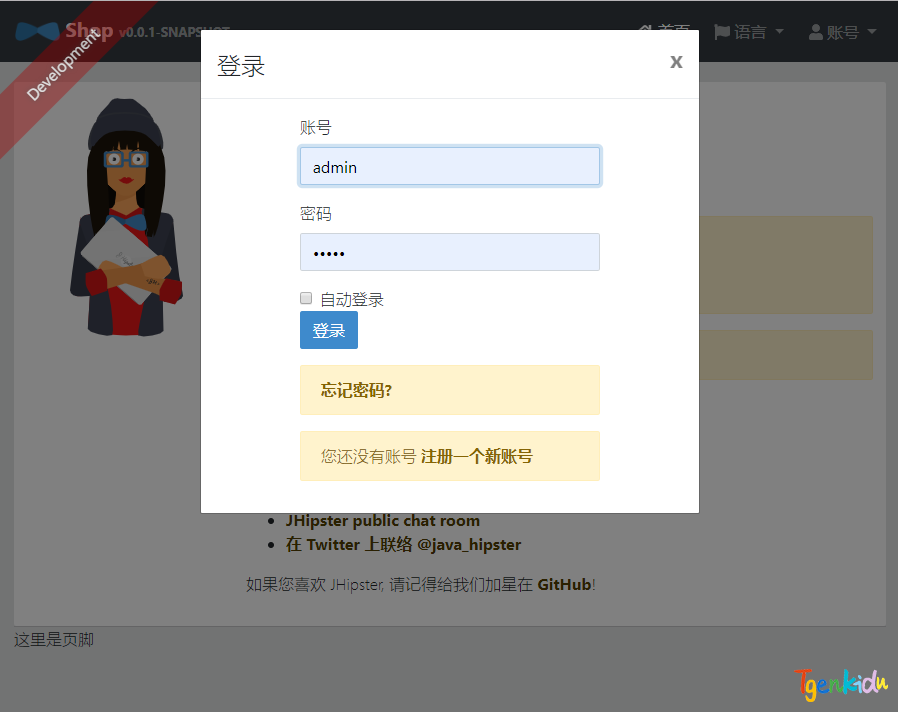 Shop v0.0.1-SNAPSHOT
首页
语言
账号
Development
登录
x
账号
admin
密码
•••••
自动登录
登录
忘记密码?
您还没有账号 注册一个新账号
JHipster public chat room
在 Twitter 上联络 @java_hipster
如果您喜欢 JHipster, 请记得给我们加星在 GitHub!
这里是页脚
Tgenkidu